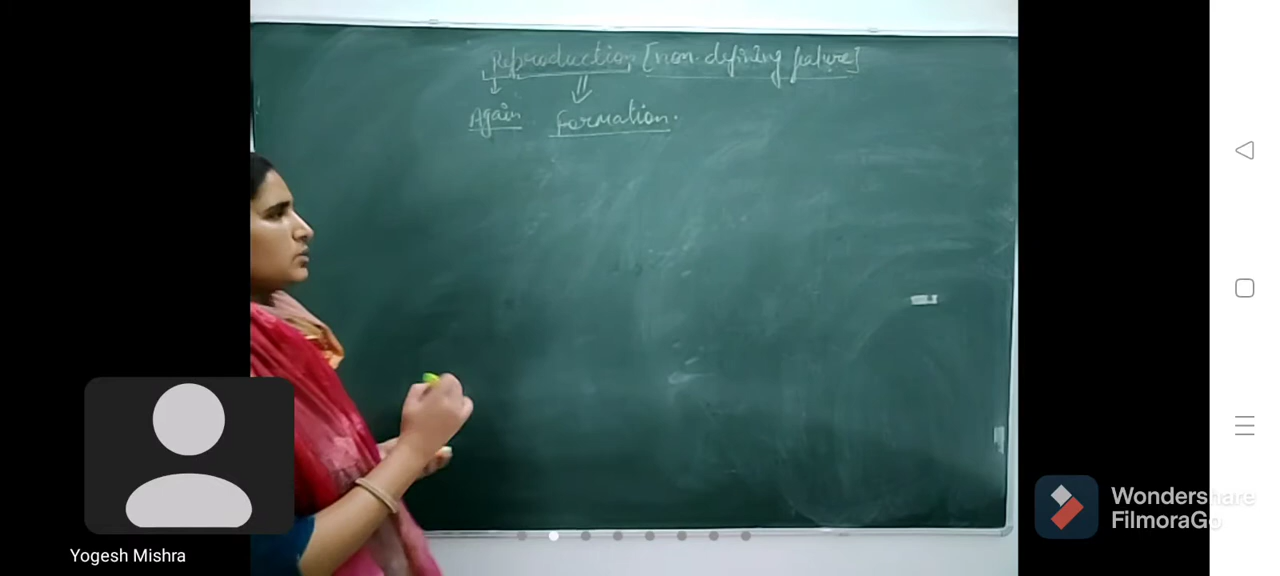 Reproduction [non-defining feature]
Again Formation.
Yogesh Mishra
Wondershare
FilmoraGo